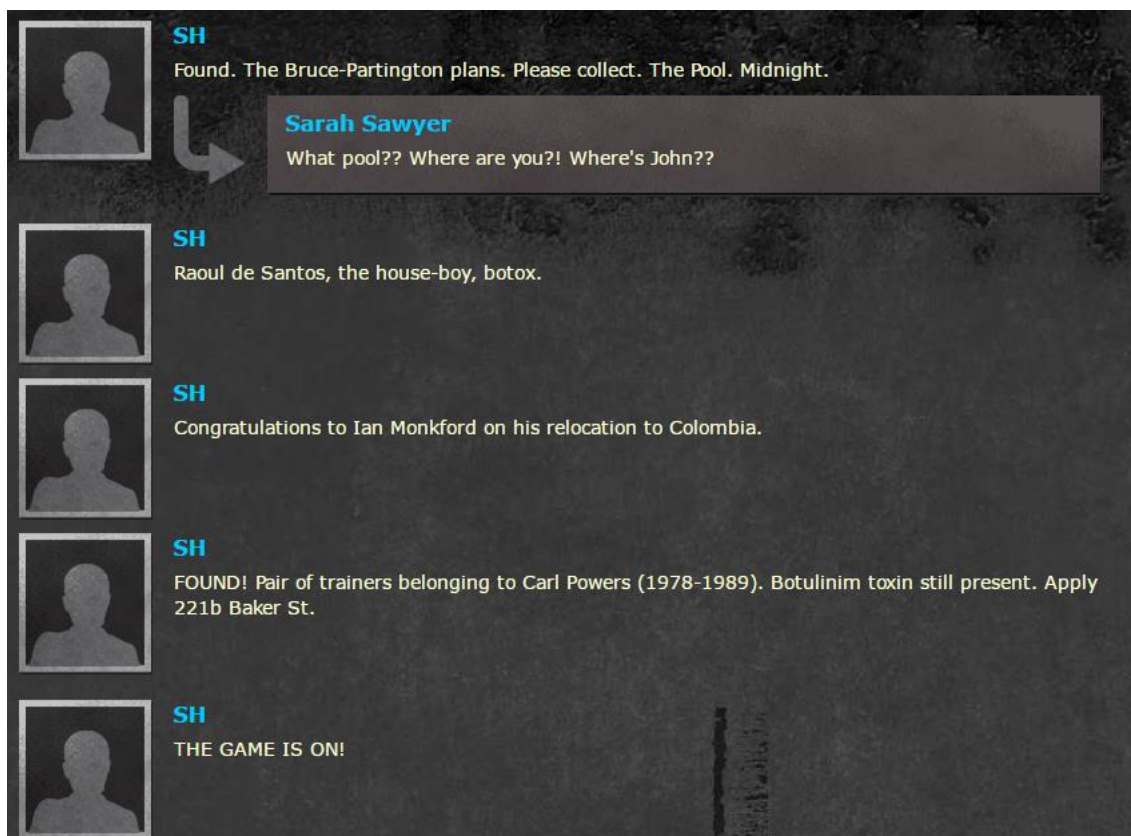 SH
Found. The Bruce-Partington plans. Please collect. The Pool. Midnight.
Sarah Sawyer
What pool?? Where are you?! Where's John??
SH
Raoul de Santos, the house-boy, botox.
SH
Congratulations to Ian Monkford on his relocation to Colombia.
SH
FOUND! Pair of trainers belonging to Carl Powers (1978-1989). Botulinim toxin still present. Apply
221b Baker St.
SH
THE GAME IS ON!